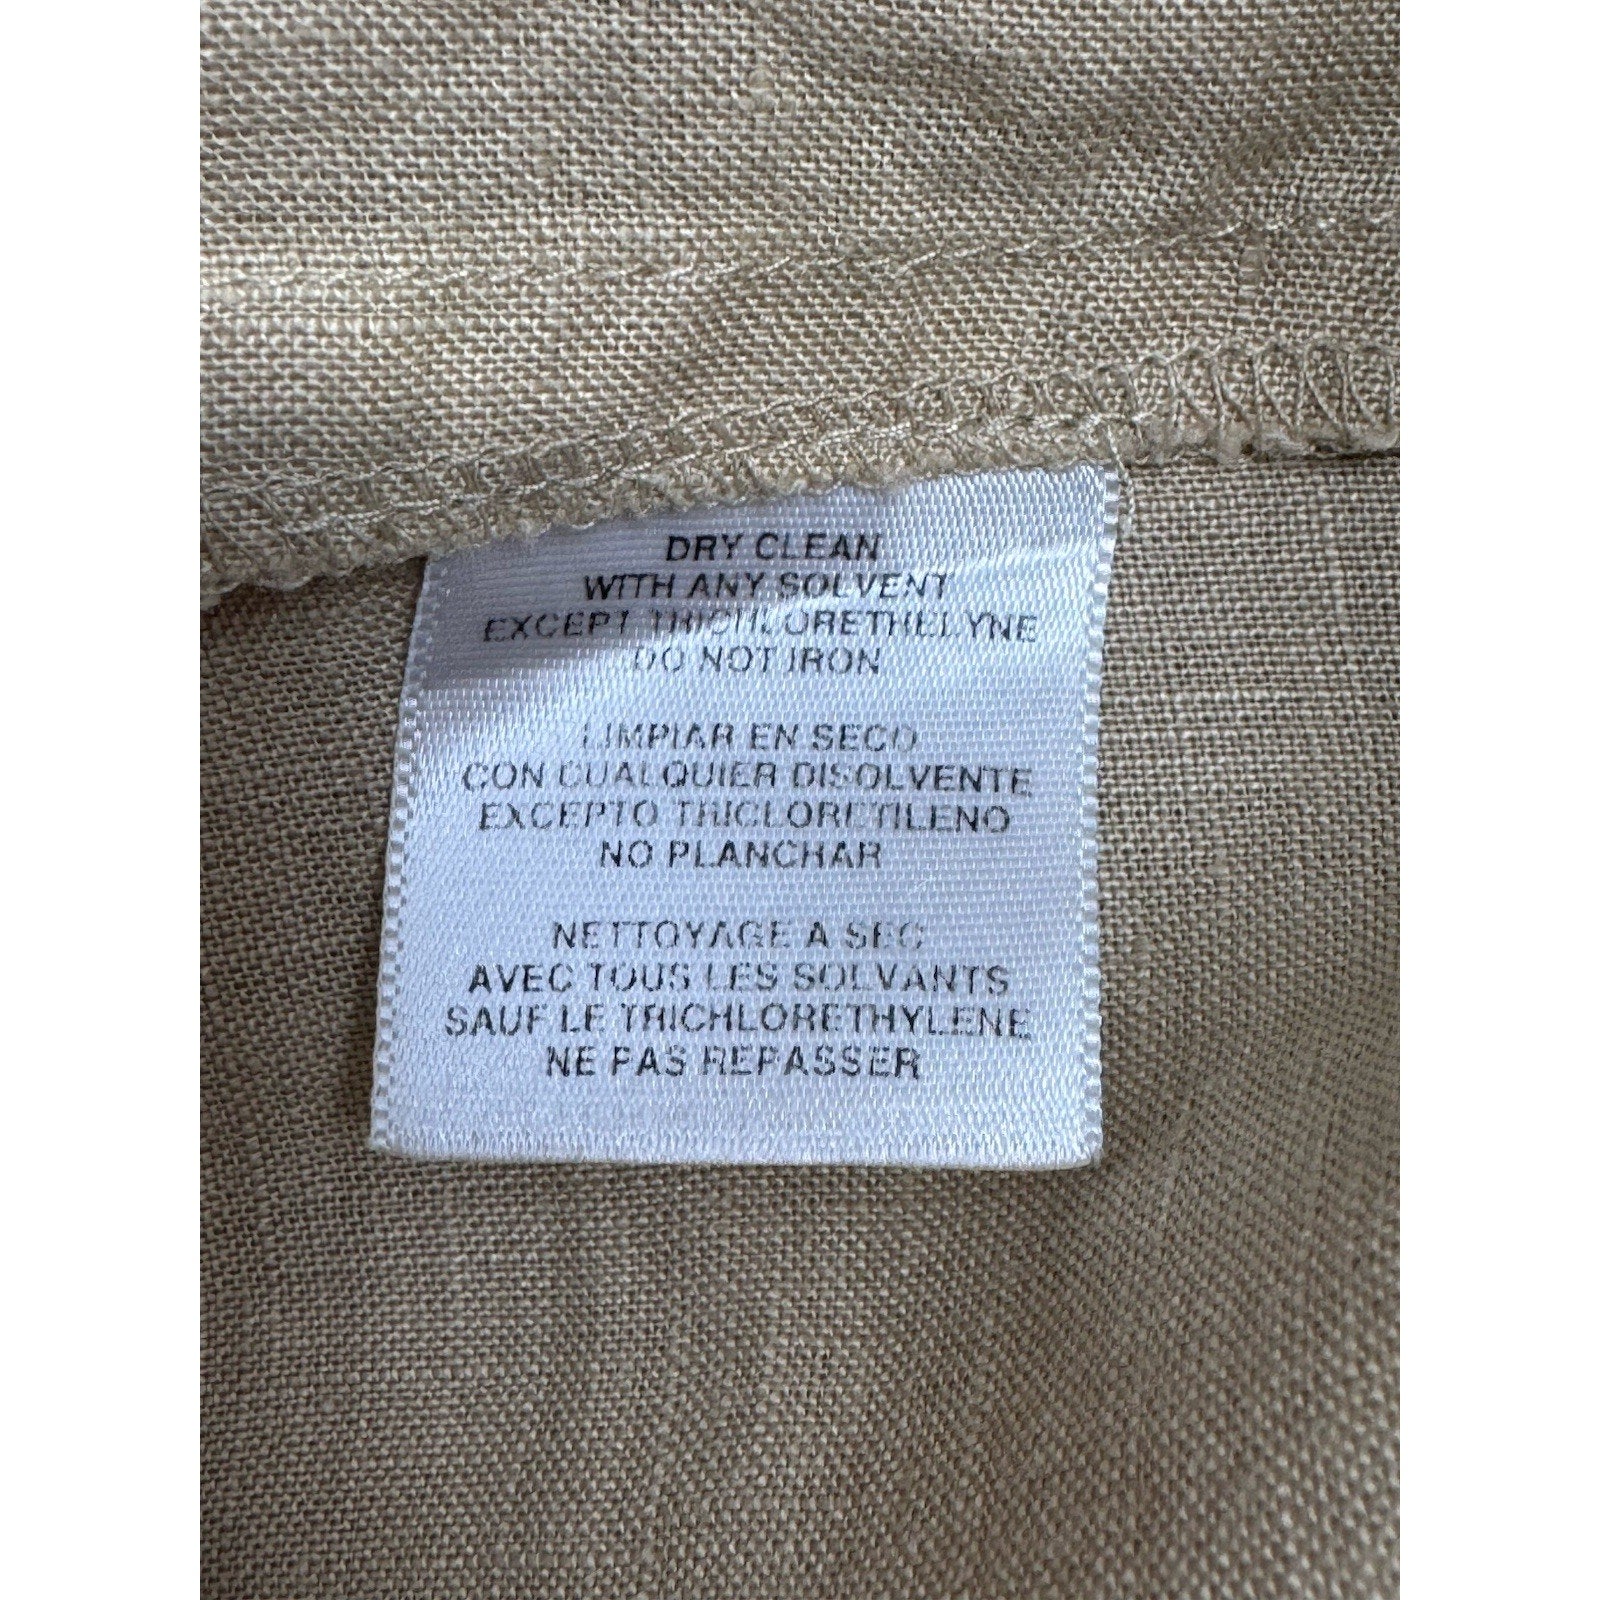 DRY CLEAN
WITH ANY SOLVENT
EXCEPT TRICHLORETHELYNE
DO NOT IRON
LIMPIAR EN SECO
CON CUALQUIER DISOLVENTE
EXCEPTO TRICLORETILENO
NO PLANCHAR
NETTOYAGE A SEC
AVEC TOUS LES SOLVANTS
SAUF LE TRICHLORETHYLENE
NE PAS REPASSER